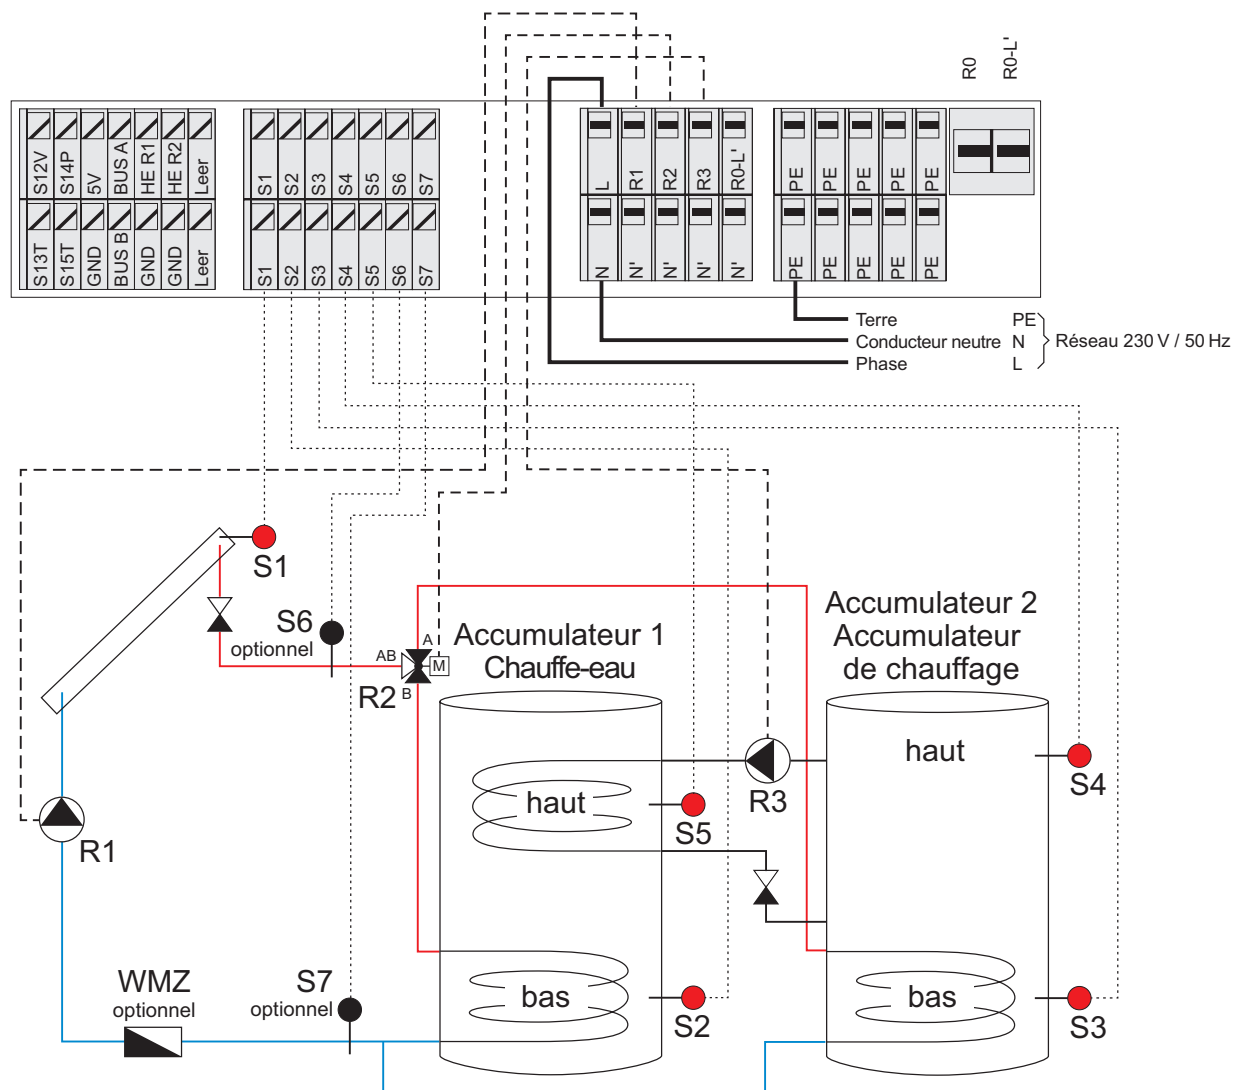 R0
R0-L'
S12V
S14P
5V
BUS A
HE R1
HE R2
Leer
S13T
S15T
GND
BUS B
GND
GND
Leer
S1
S2
S3
S4
S5
S6
S7
S1
S2
S3
S4
S5
S6
S7
L
R1
R2
R3
R0-L'
N
N'
N'
N'
N'
PE
PE
PE
PE
PE
PE
PE
PE
PE
PE
Terre PE
Conducteur neutre N
Phase L
Réseau 230 V / 50 Hz
S1
S6
optionnel
AB
A
M
R2
B
Accumulateur 1
Chauffe-eau
Accumulateur 2
Accumulateur
de chauffage
haut
haut
S4
R3
S5
R1
WMZ
optionnel
S7
optionnel
bas
S2
bas
S3